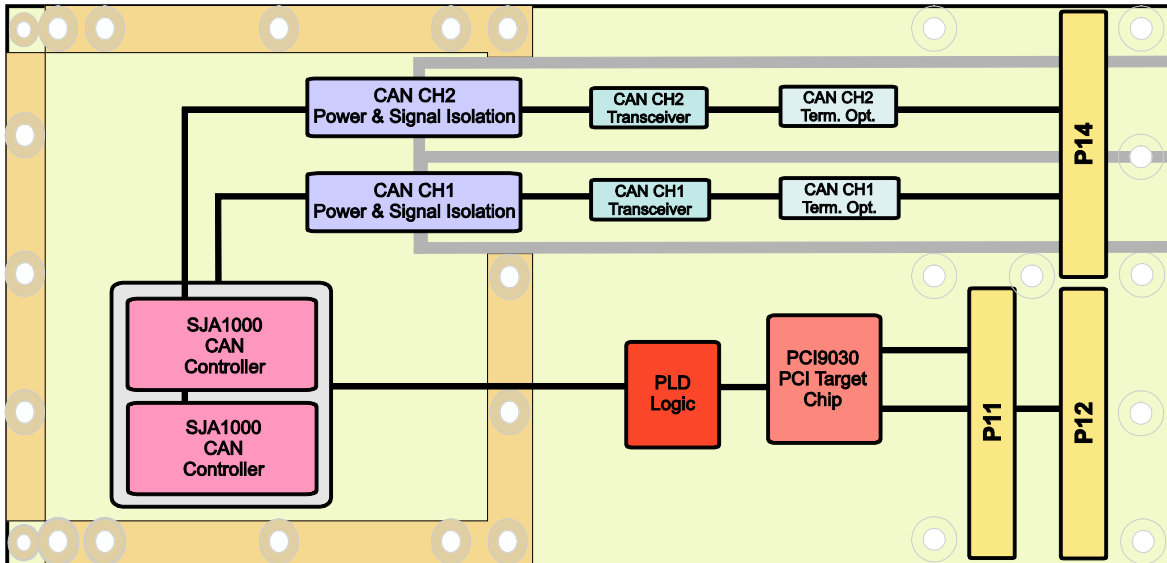 CAN CH2
Power & Signal Isolation
CAN CH2
Transceiver
CAN CH2
Term. Opt.
P14
CAN CH1
Power & Signal Isolation
CAN CH1
Transceiver
CAN CH1
Term. Opt.
SJA1000
CAN
Controller
SJA1000
CAN
Controller
PLD
Logic
PCI9030
PCI Target
Chip
P11
P12